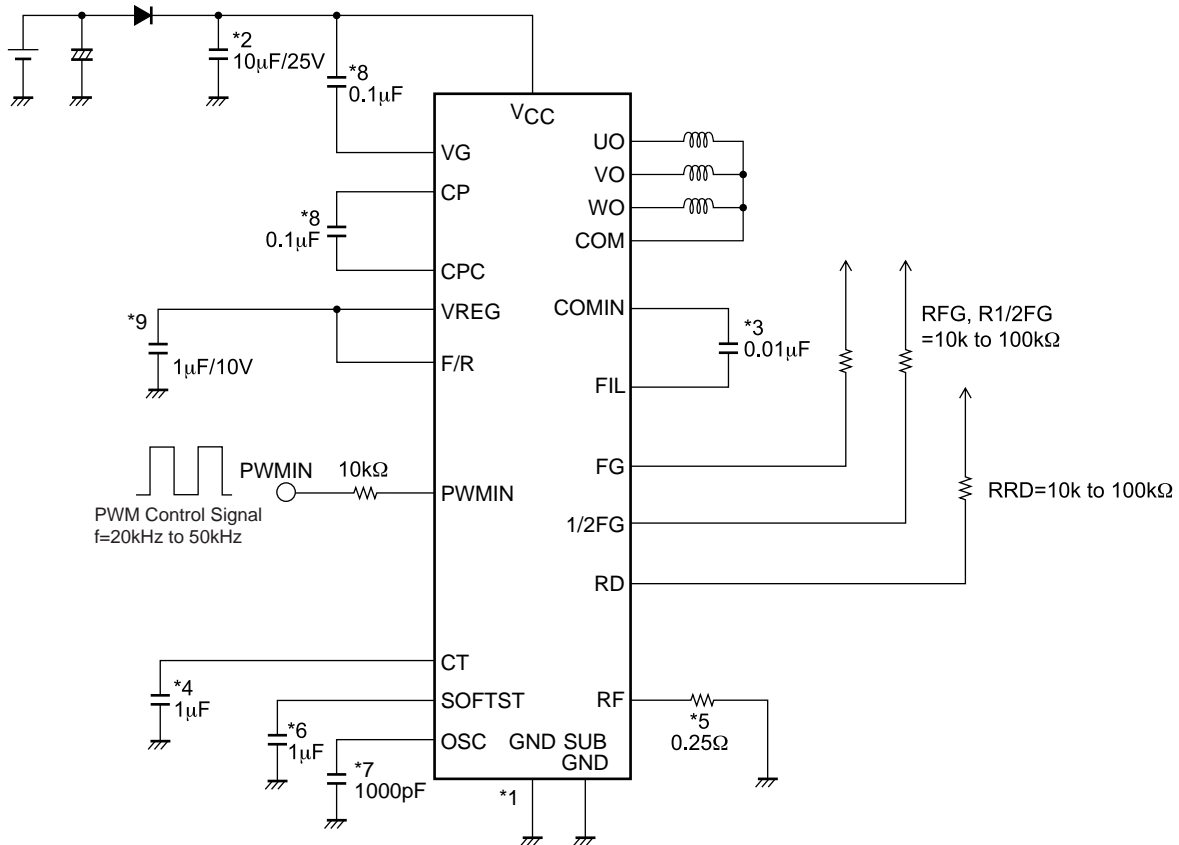 *2
10μF/25V
*8
0.1μF
VCC
VG
CP
*8
0.1μF
CPC
*9
VREG
1μF/10V
F/R
PWMIN
10kΩ
PWMIN
PWM Control Signal
f=20kHz to 50kHz
CT
*4
1μF
SOFTST
*6
1μF
OSC
*7
1000pF
UO
VO
WO
COM
COMIN
*3
0.01μF
FIL
RFG, R1/2FG
=10k to 100kΩ
FG
1/2FG
RRD=10k to 100kΩ
RD
RF
*5
0.25Ω
GND SUB
GND
*1